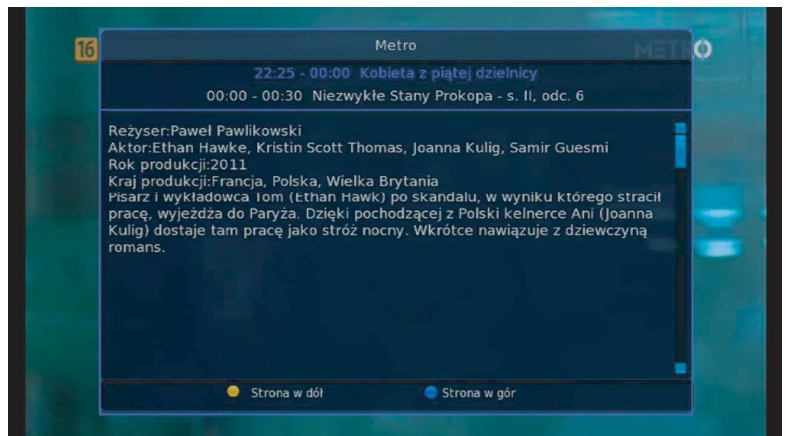 16
Metro
METRO
22:25 - 00:00 Kobieta z piątej dzielnicy
00:00 - 00:30 Niezwykłe Stany Prokopa - s. II, odc. 6
Reżyser:Paweł Pawlikowski
Aktor:Ethan Hawke, Kristin Scott Thomas, Joanna Kulig, Samir Guesmi
Rok produkcji:2011
Kraj produkcji:Francja, Polska, Wielka Brytania
Pisarz i wykładowca Tom (Ethan Hawk) po skandalu, w wyniku którego stracił
pracę, wyjeżdża do Paryża. Dzięki pochodzącej z Polski kelnerce Ani (Joanna
Kulig) dostaje tam pracę jako stróż nocny. Wkrótce nawiązuje z dziewczyną
romans.
Strona w dół
Strona w gór